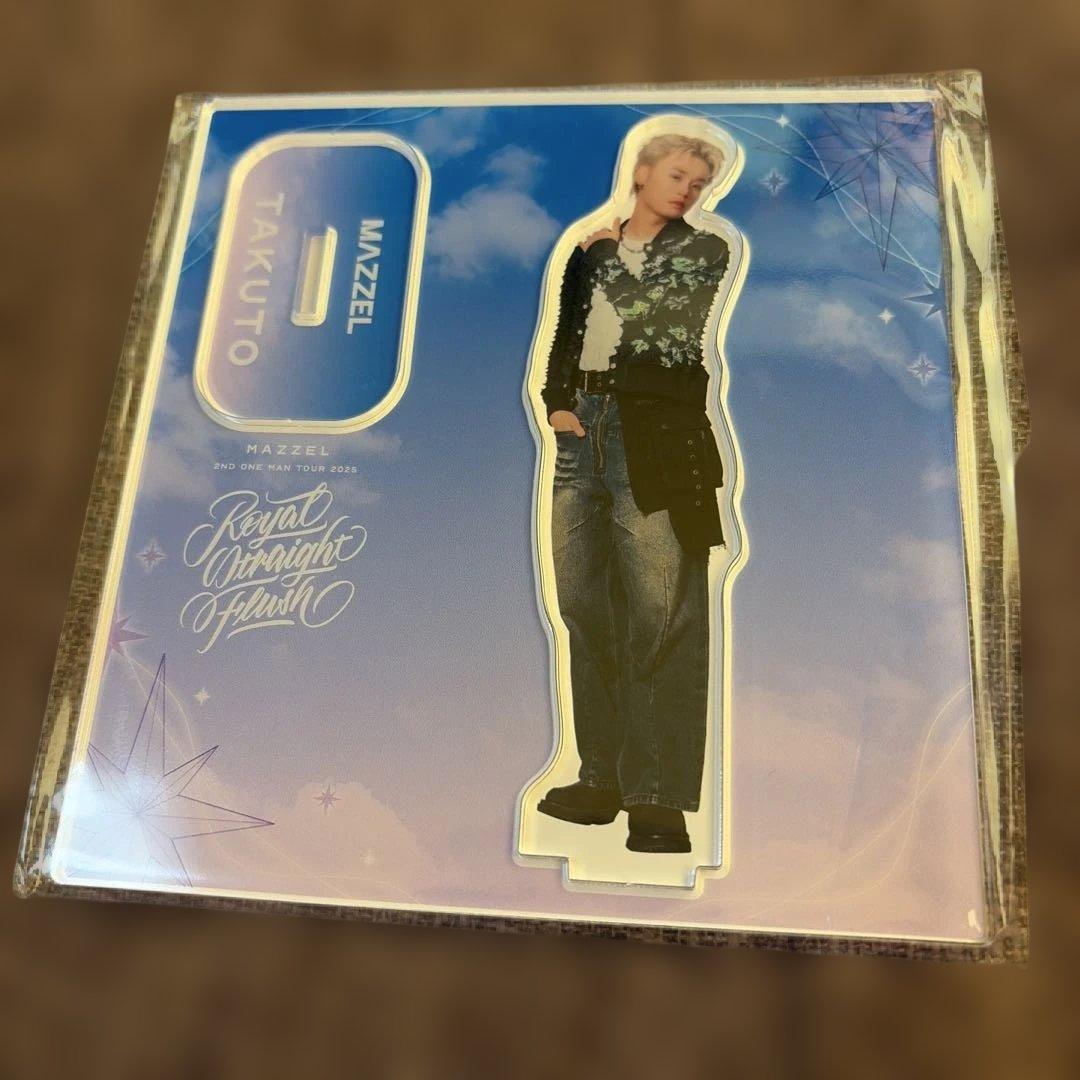 MAZZEL
TAKUTO
MAZZEL
2ND ONE MAN TOUR 2025
Royal
Straight
Flush